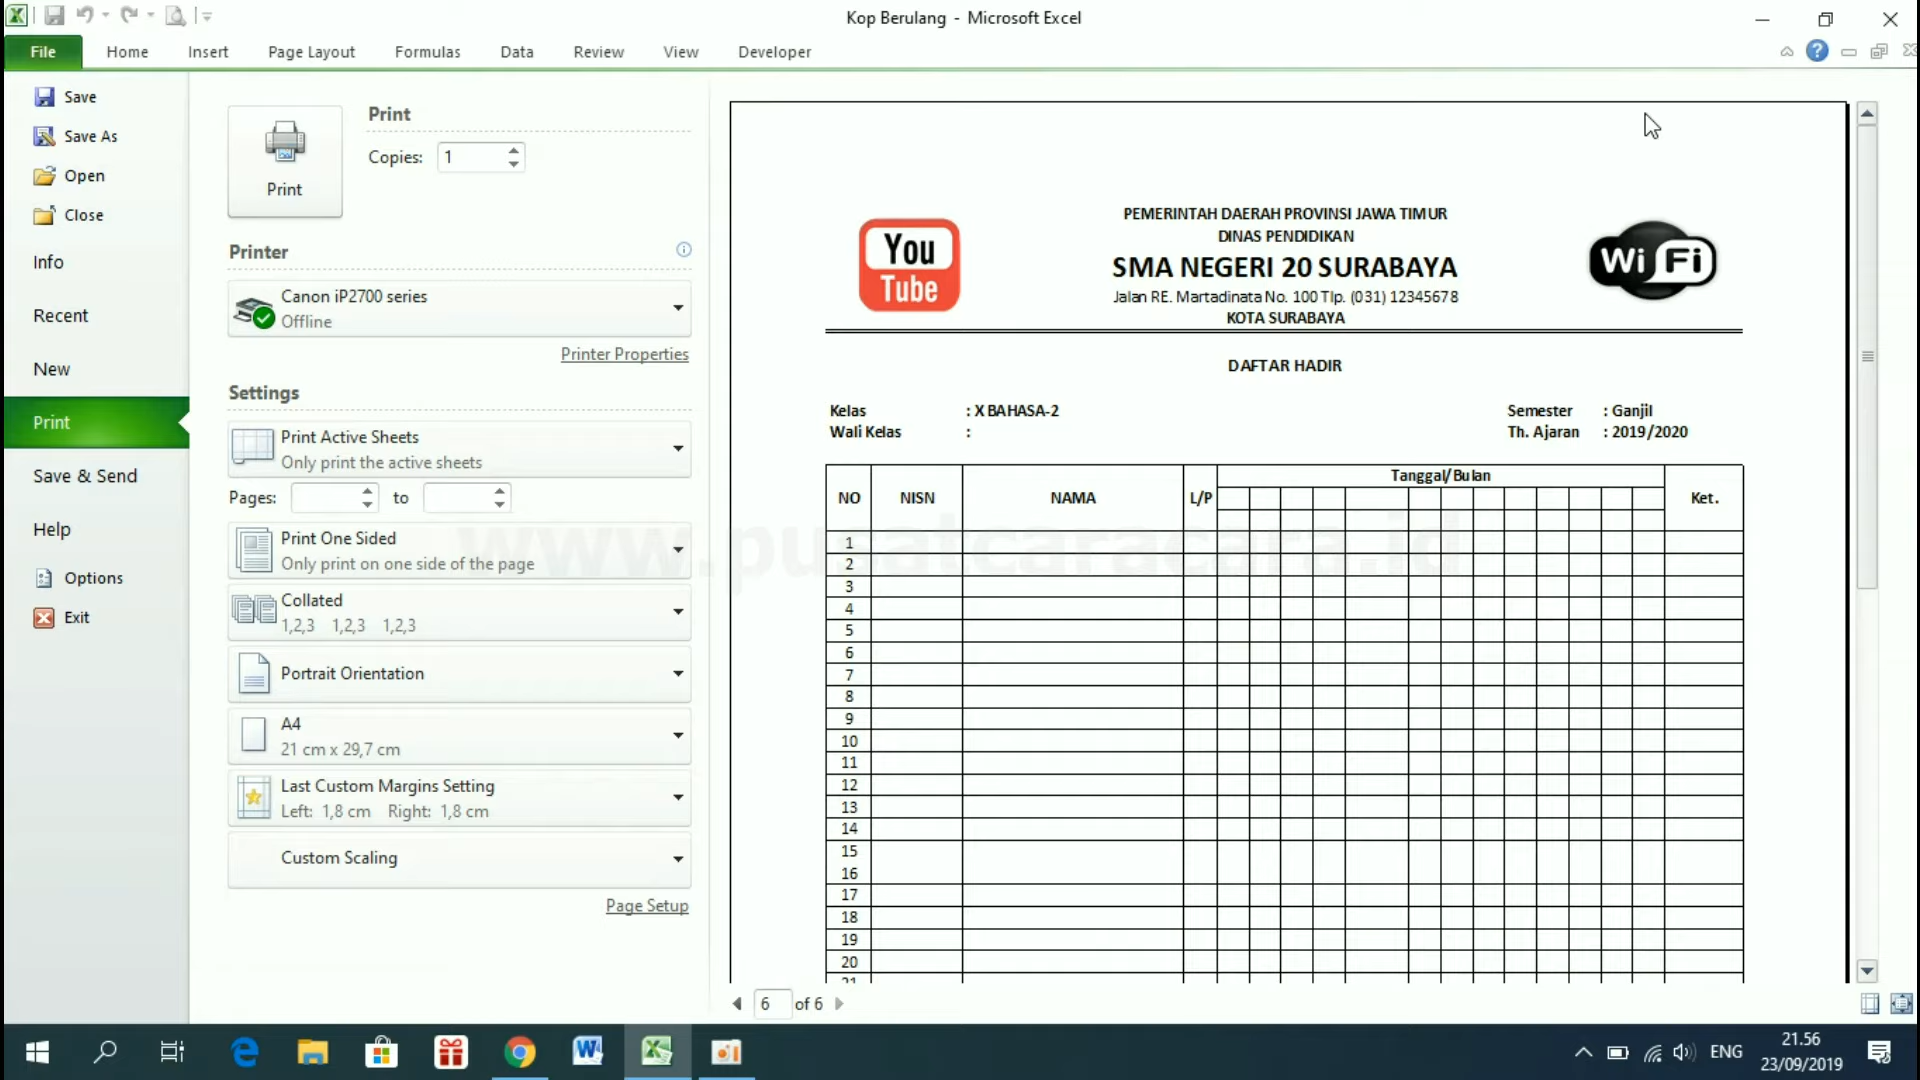 Kop Berulang - Microsoft Excel
File Home Insert Page Layout Formulas Data Review View Developer
Save
Save As
Open
Close
Info
Recent
New
Print
Save & Send
Help
Options
Exit
Print
Print
Copies: 1
Printer
Canon iP2700 series
Offline
Printer Properties
Settings
Print Active Sheets
Only print the active sheets
Pages: to
Print One Sided
Only print on one side of the page
Collated
1,2,3 1,2,3 1,2,3
Portrait Orientation
A4
21 cm x 29,7 cm
Last Custom Margins Setting
Left: 1,8 cm Right: 1,8 cm
Custom Scaling
Page Setup
You
Tube
PEMERINTAH DAERAH PROVINSI JAWA TIMUR
DINAS PENDIDIKAN
SMA NEGERI 20 SURABAYA
Jalan RE. Martadinata No. 100 Tlp. (031) 12345678
KOTA SURABAYA
Wi Fi
DAFTAR HADIR
Kelas : X BAHASA-2
Wali Kelas :
Semester : Ganjil
Th. Ajaran : 2019/2020
NO NISN NAMA L/P Tanggal/Bulan Ket.
1
2
3
4
5
6
7
8
9
10
11
12
13
14
15
16
17
18
19
20
21
www.pusatcaracara.id
6 of 6
ENG
21.56
23/09/2019